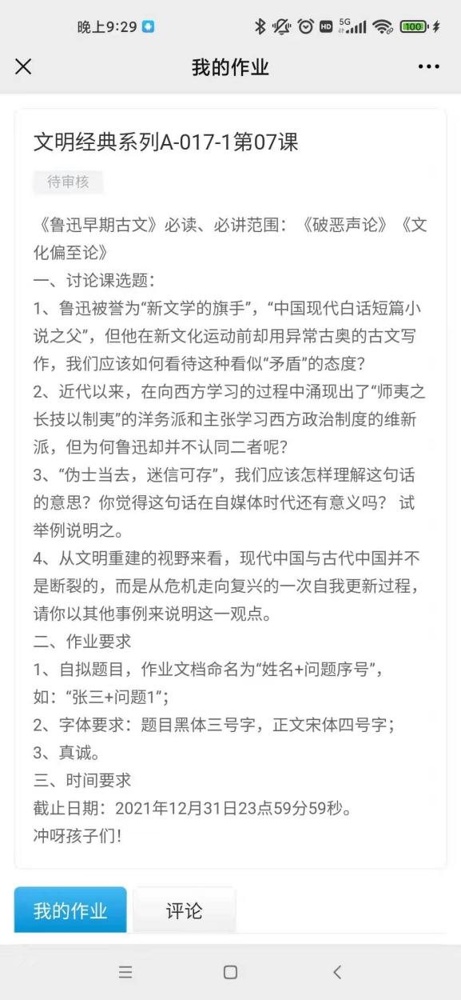 晚上9:29
HD 5G 100
我的作业
文明经典系列A-017-1第07课
待审核
《鲁迅早期古文》必读、必讲范围：《破恶声论》《文
化偏至论》
一、讨论课选题：
1、鲁迅被誉为“新文学的旗手”，“中国现代白话短篇小
说之父”，但他在新文化运动前却用异常古奥的古文写
作，我们应该如何看待这种看似“矛盾”的态度？
2、近代以来，在向西方学习的过程中涌现出了“师夷之
长技以制夷”的洋务派和主张学习西方政治制度的维新
派，但为何鲁迅却并不认同二者呢？
3、“伪士当去，迷信可存”，我们应该怎样理解这句话
的意思？你觉得这句话在自媒体时代还有意义吗？ 试
举例说明之。
4、从文明重建的视野来看，现代中国与古代中国并不
是断裂的，而是从危机走向复兴的一次自我更新过程，
请你以其他事例来说明这一观点。
二、作业要求
1、自拟题目，作业文档命名为“姓名+问题序号”，
如：“张三+问题1”；
2、字体要求：题目黑体三号字，正文宋体四号字；
3、真诚。
三、时间要求
截止日期：2021年12月31日23点59分59秒。
冲呀孩子们！
我的作业 评论